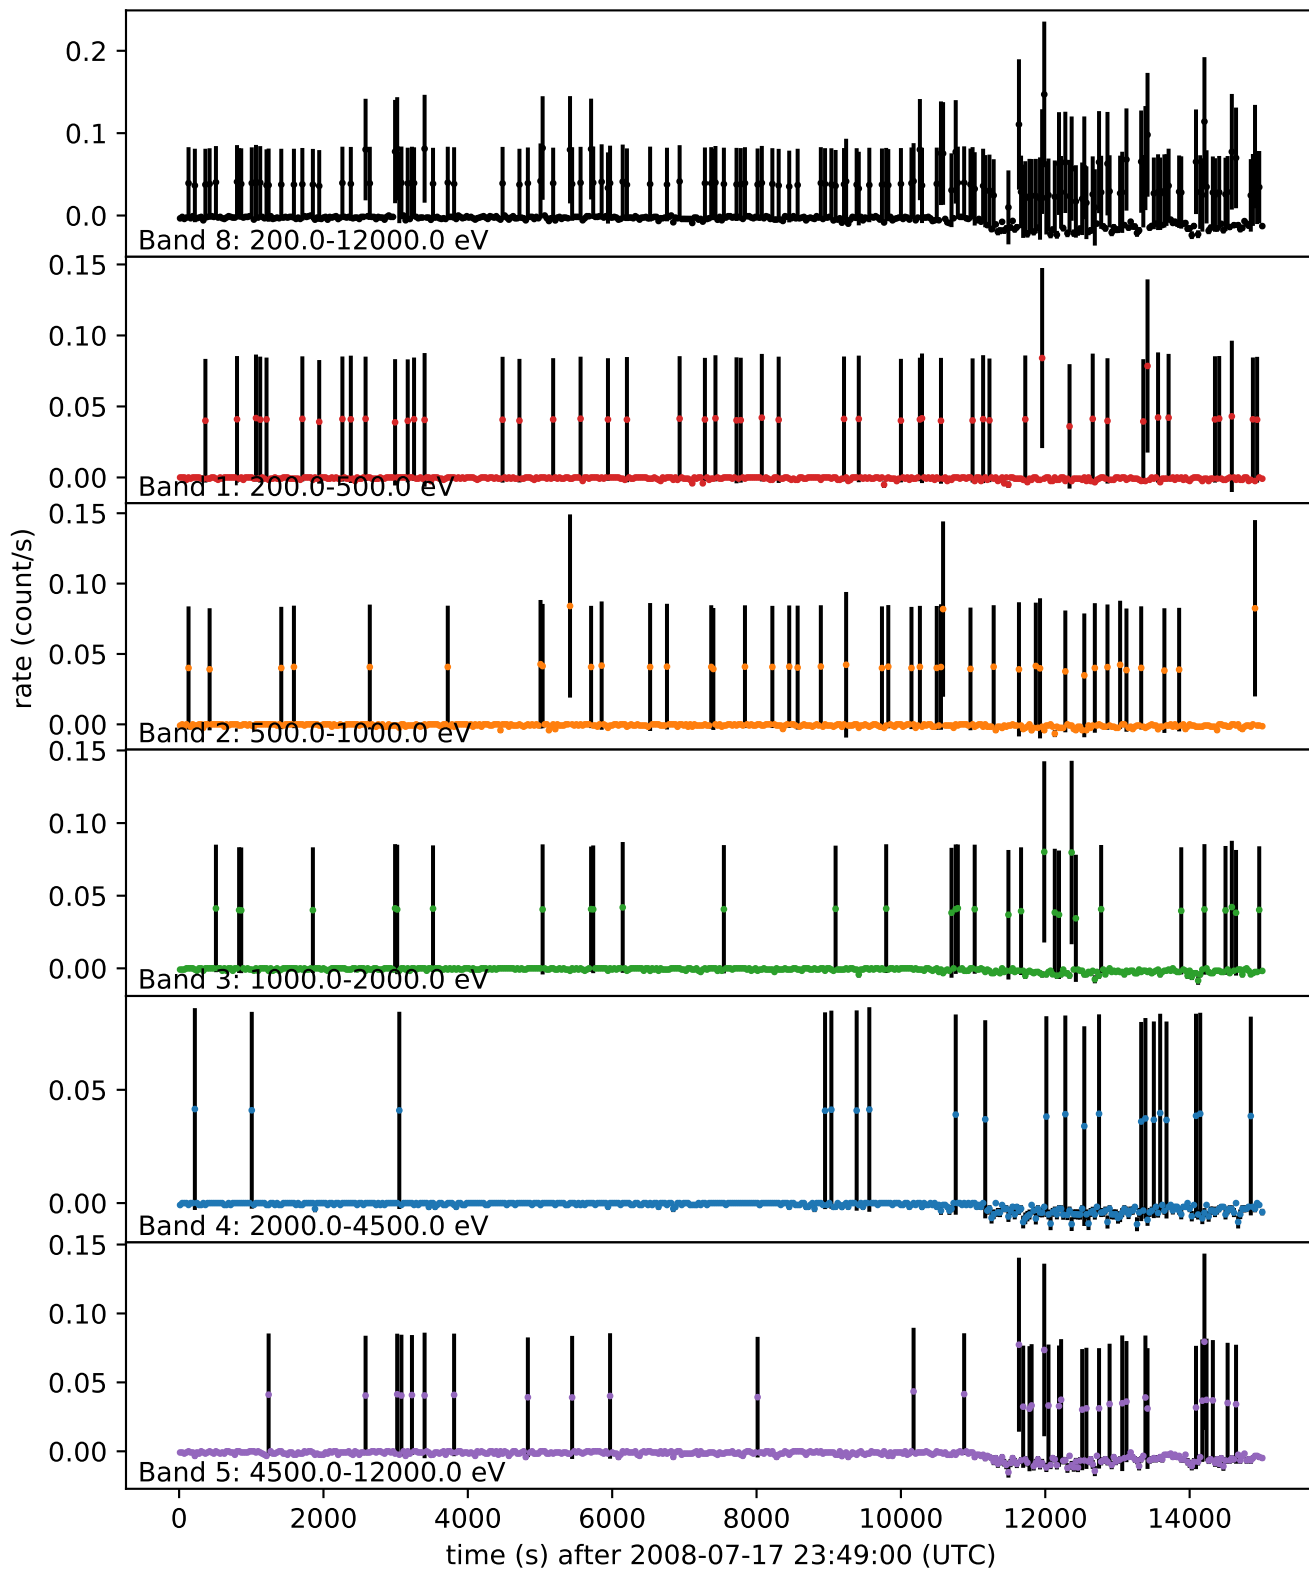 0.2
0.1
0.0
Band 8: 200.0-12000.0 eV
0.15
0.10
0.05
0.00
Band 1: 200.0-500.0 eV
0.15
0.10
0.05
0.00
Band 2: 500.0-1000.0 eV
rate (count/s)
0.15
0.10
0.05
0.00
Band 3: 1000.0-2000.0 eV
0.05
0.00
Band 4: 2000.0-4500.0 eV
0.15
0.10
0.05
0.00
Band 5: 4500.0-12000.0 eV
0 2000 4000 6000 8000 10000 12000 14000
time (s) after 2008-07-17 23:49:00 (UTC)